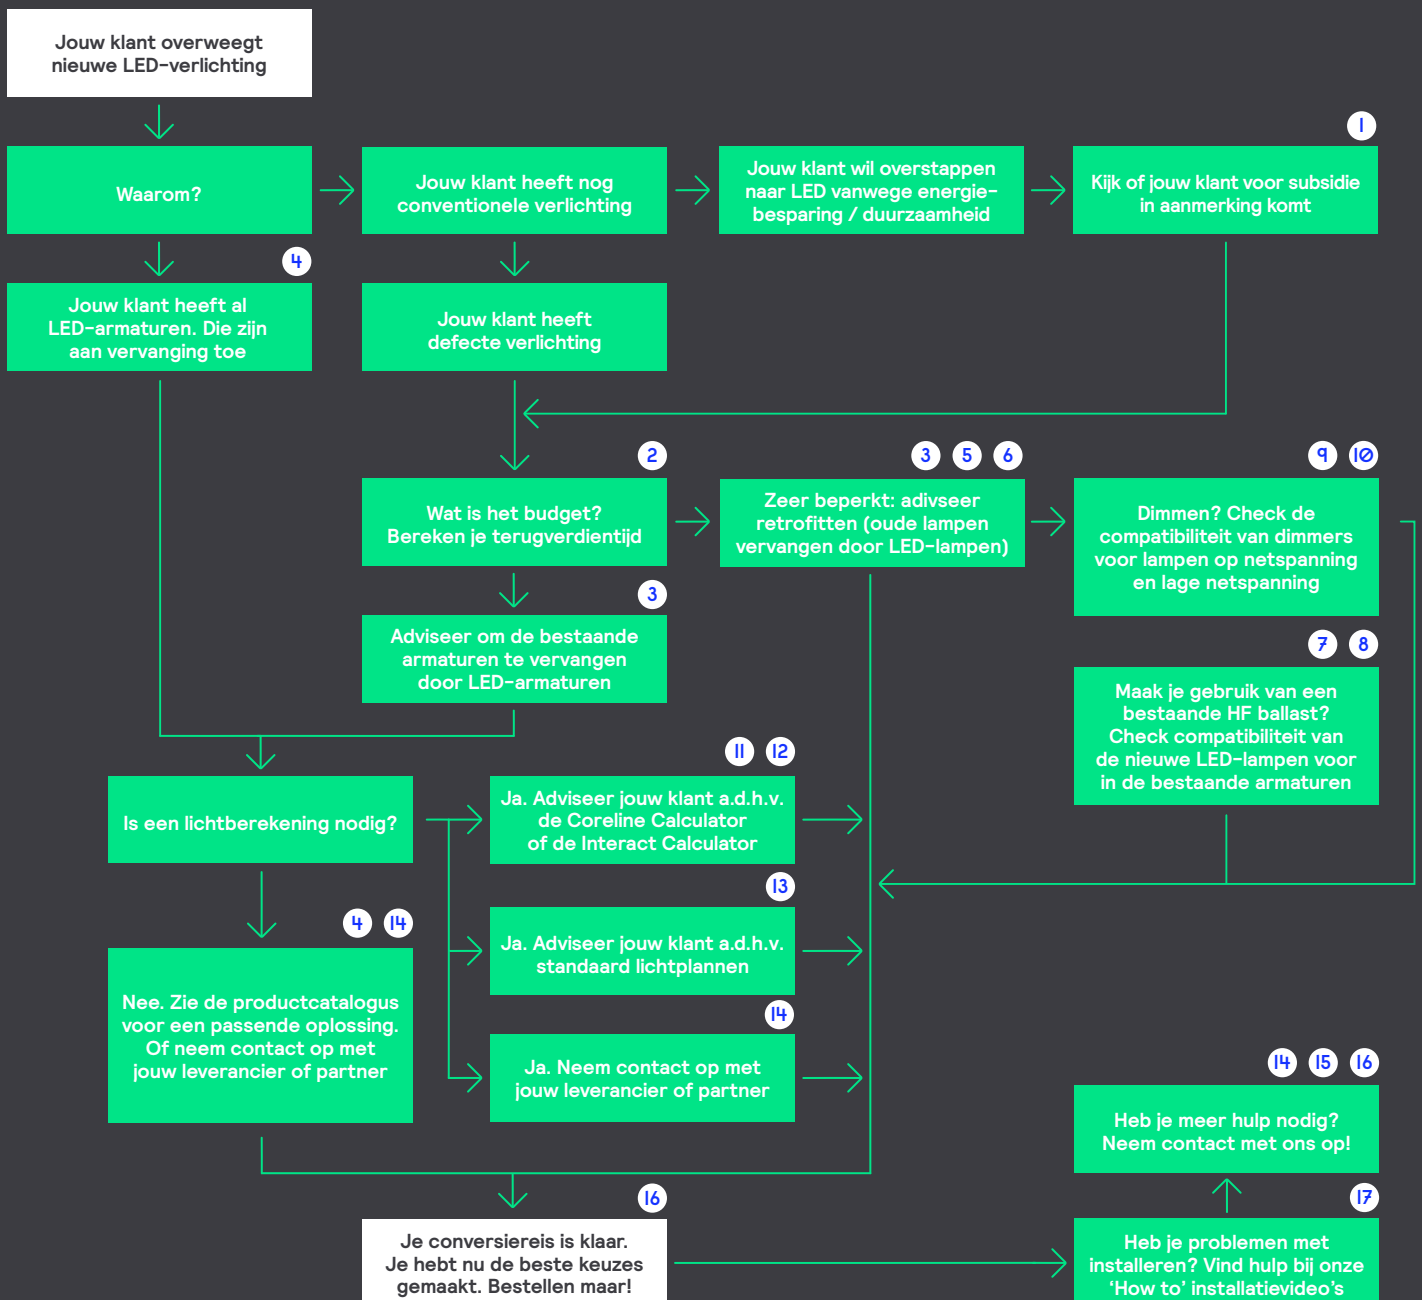 Jouw klant overweegt
nieuwe LED-verlichting
1
Waarom?
Jouw klant heeft nog
conventionele verlichting
Jouw klant wil overstappen
naar LED vanwege energie-
besparing / duurzaamheid
Kijk of jouw klant voor subsidie
in aanmerking komt
4
Jouw klant heeft al
LED-armaturen. Die zijn
aan vervanging toe
Jouw klant heeft
defecte verlichting
2
Wat is het budget?
Bereken je terugverdientijd
3 5 6
Zeer beperkt: adivseer
retrofitten (oude lampen
vervangen door LED-lampen)
9 10
Dimmen? Check de
compatibiliteit van dimmers
voor lampen op netspanning
en lage netspanning
3
Adviseer om de bestaande
armaturen te vervangen
door LED-armaturen
7 8
Maak je gebruik van een
bestaande HF ballast?
Check compatibiliteit van
de nieuwe LED-lampen voor
in de bestaande armaturen
Is een lichtberekening nodig?
11 12
Ja. Adviseer jouw klant a.d.h.v.
de Coreline Calculator
of de Interact Calculator
13
Ja. Adviseer jouw klant a.d.h.v.
standaard lichtplannen
4 14
Nee. Zie de productcatalogus
voor een passende oplossing.
Of neem contact op met
jouw leverancier of partner
14
Ja. Neem contact op met
jouw leverancier of partner
14 15 16
Heb je meer hulp nodig?
Neem contact met ons op!
16
Je conversiereis is klaar.
Je hebt nu de beste keuzes
gemaakt. Bestellen maar!
17
Heb je problemen met
installeren? Vind hulp bij onze
‘How to’ installatievideo’s